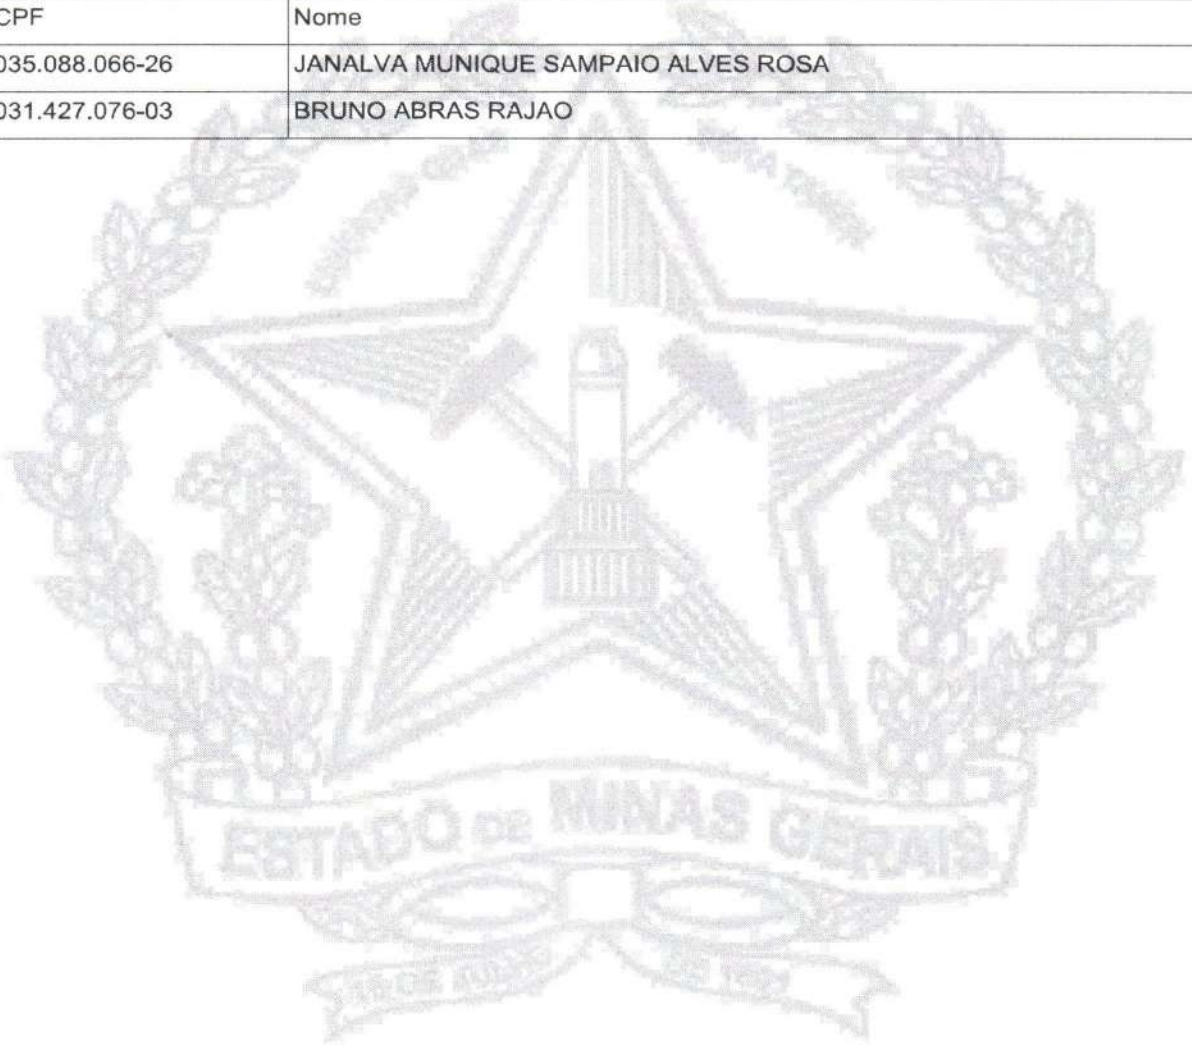 CPF Nome
035.088.066-26 JANALVA MUNIQUE SAMPAIO ALVES ROSA
031.427.076-03 BRUNO ABRAS RAJAO
ESTADO DE MINAS GERAIS